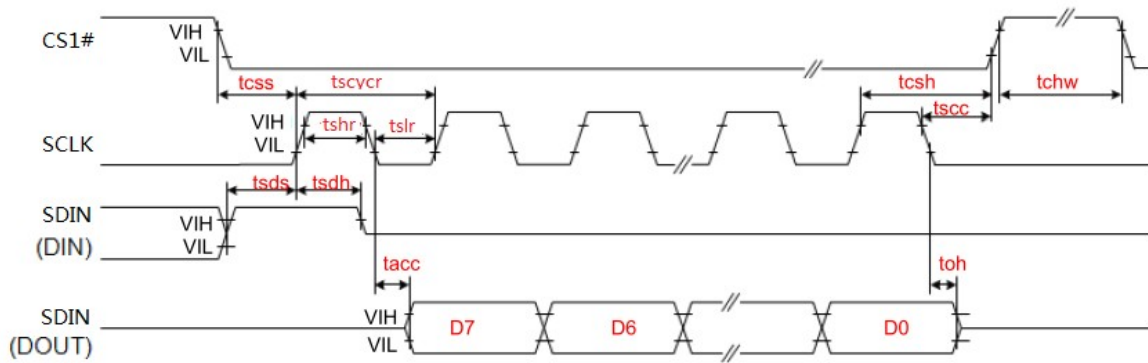 CS1#
VIH
VIL
tcss
tscycr
tcsh
tchw
tscc
SCLK
VIH
VIL
tshr
tslr
tsds
tsdh
SDIN
(DIN)
VIH
VIL
tacc
toh
SDIN
(DOUT)
VIH
VIL
D7
D6
D0